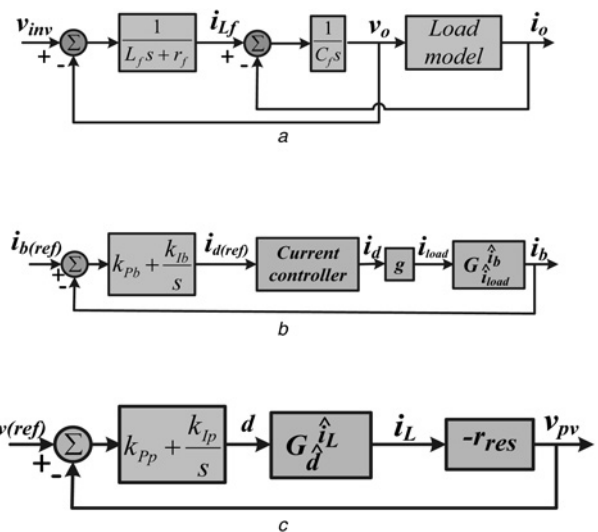 v_inv + - Σ 1 / (L_f s + r_f) i_Lf + - Σ 1 / (C_f s) v_o Load model i_o
a
i_b(ref) + - Σ k_Pb + k_Ib / s i_d(ref) Current controller i_d g i_load G î_b î_load i_b
b
v(ref) + - Σ k_Pp + k_Ip / s d G î_L d̂ i_L -r_res v_pv
c